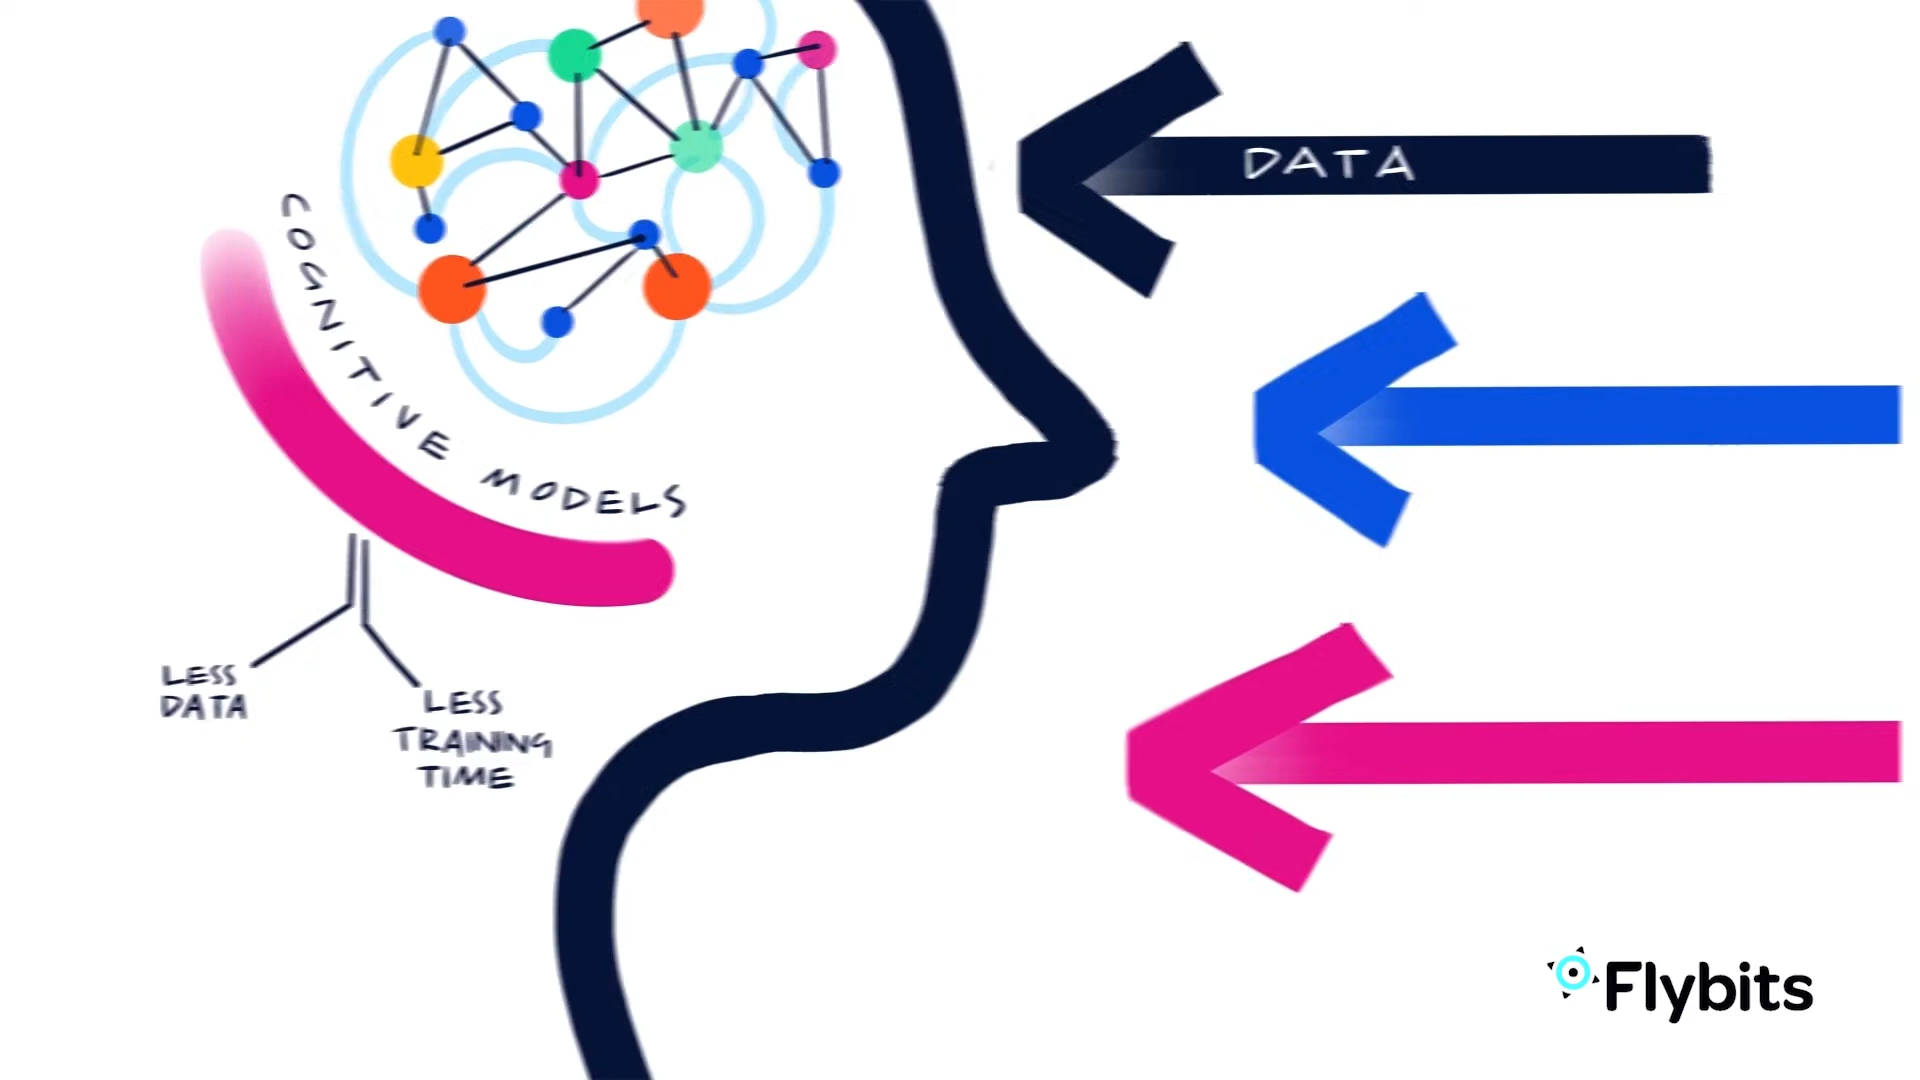 DATA
COGNITIVE MODELS
LESS
DATA
LESS
TRAINING
TIME
Flybits